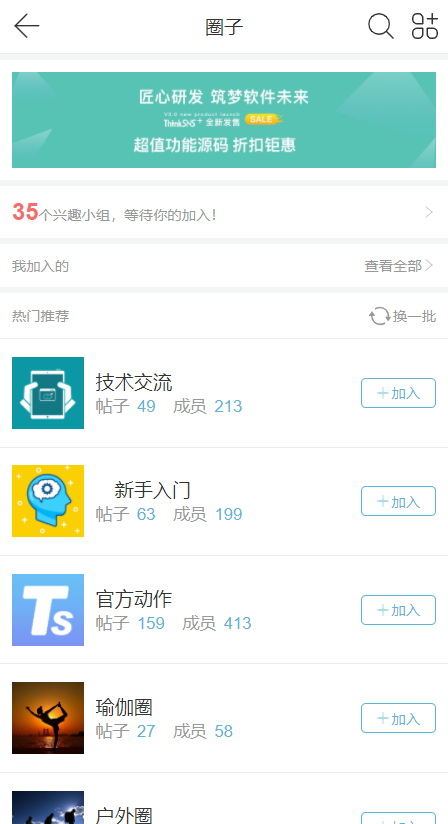 圈子
匠心研发 筑梦软件未来
V3.0 new product launch
ThinkSNS+ 全新发售 SALE
超值功能源码 折扣钜惠
35个兴趣小组，等待你的加入！
我加入的 查看全部
热门推荐 换一批
技术交流
帖子 49 成员 213
+加入
新手入门
帖子 63 成员 199
+加入
Ts
官方动作
帖子 159 成员 413
+加入
瑜伽圈
帖子 27 成员 58
+加入
户外圈
+加入